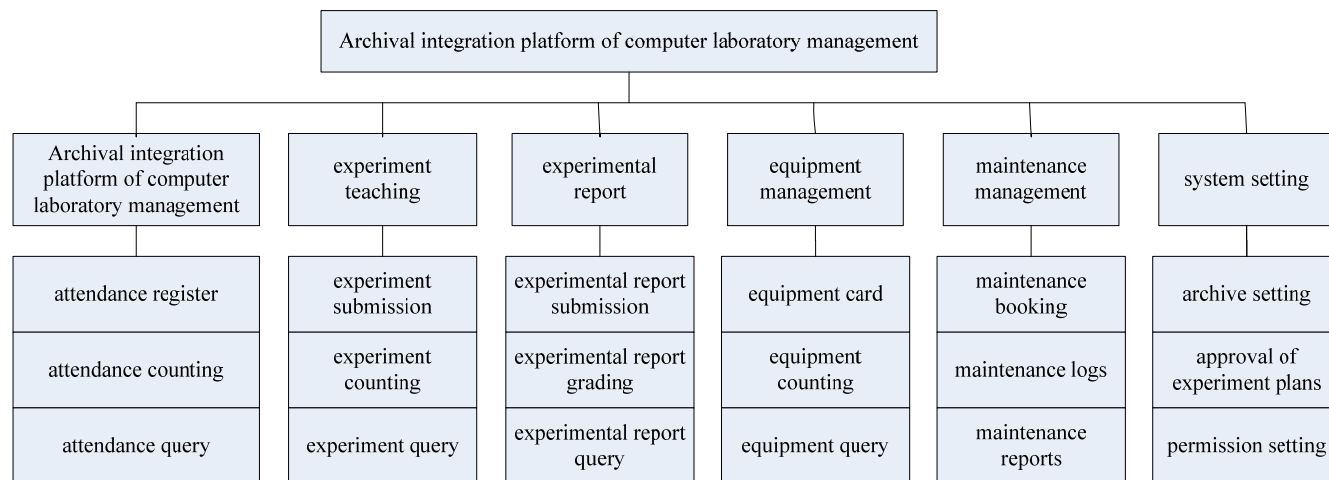 Archival integration platform of computer laboratory management
Archival integration
platform of computer
laboratory management
experiment
teaching
experimental
report
equipment
management
maintenance
management
system setting
attendance register
experiment
submission
experimental report
submission
equipment card
maintenance
booking
archive setting
attendance counting
experiment
counting
experimental report
grading
equipment
counting
maintenance logs
approval of
experiment plans
attendance query
experiment query
experimental report
query
equipment query
maintenance
reports
permission setting